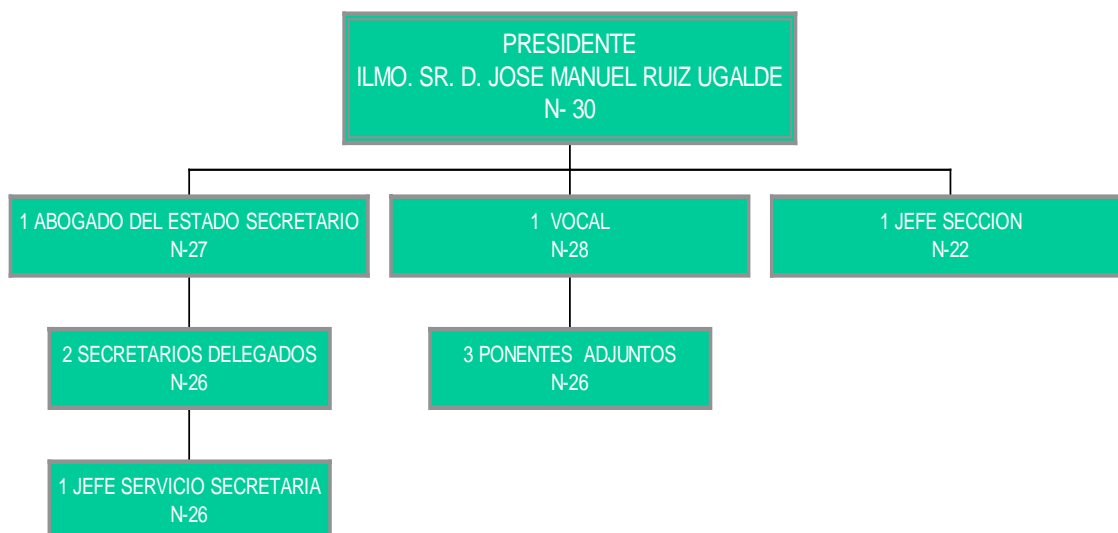 PRESIDENTE
ILMO. SR. D. JOSE MANUEL RUIZ UGALDE
N- 30
1 ABOGADO DEL ESTADO SECRETARIO
N-27
1 VOCAL
N-28
1 JEFE SECCION
N-22
2 SECRETARIOS DELEGADOS
N-26
3 PONENTES ADJUNTOS
N-26
1 JEFE SERVICIO SECRETARIA
N-26